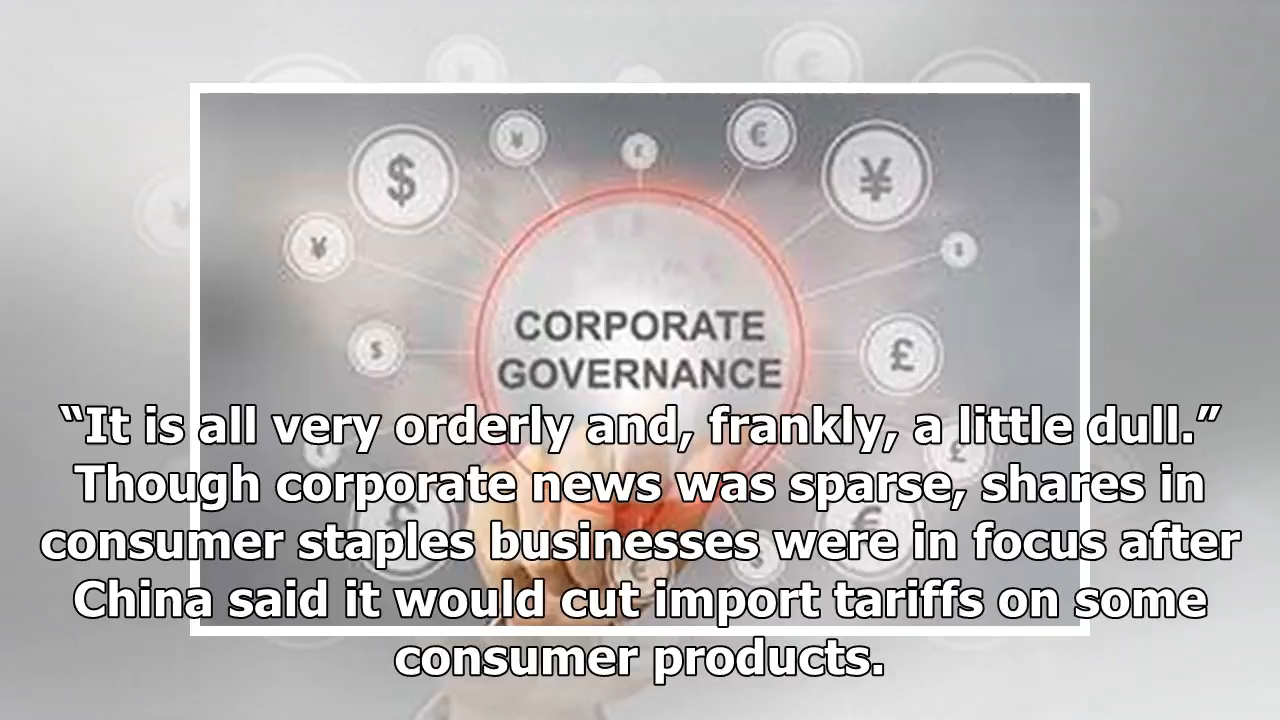 $
¥
£
€
¥
¥
$
$
£
CORPORATE
GOVERNANCE
“It is all very orderly and, frankly, a little dull.”
Though corporate news was sparse, shares in
consumer staples businesses were in focus after
China said it would cut import tariffs on some
consumer products.